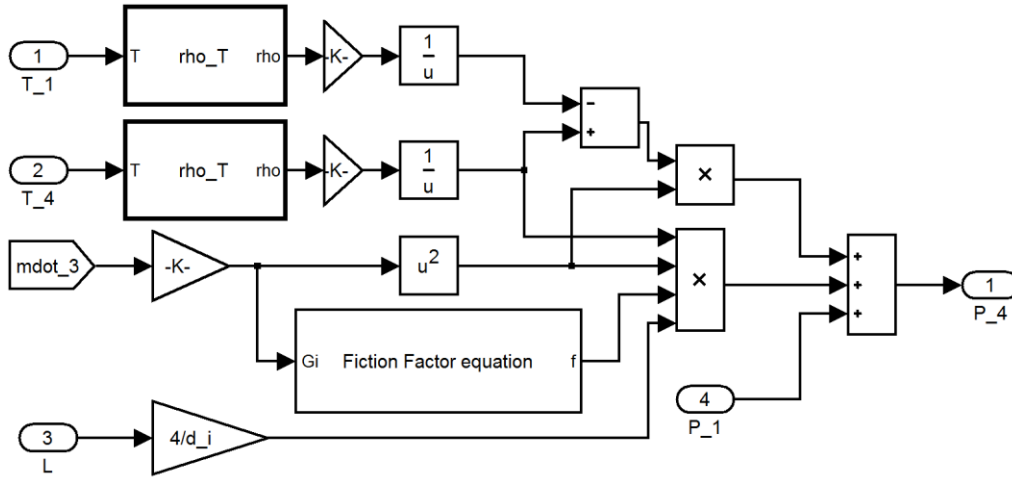 1
T_1
T rho_T rho
-K-
1
u
−
+
2
T_4
T rho_T rho
-K-
1
u
×
mdot_3
-K-
u²
×
Gi Fiction Factor equation f
+
+
+
1
P_4
3
L
4/d_i
4
P_1